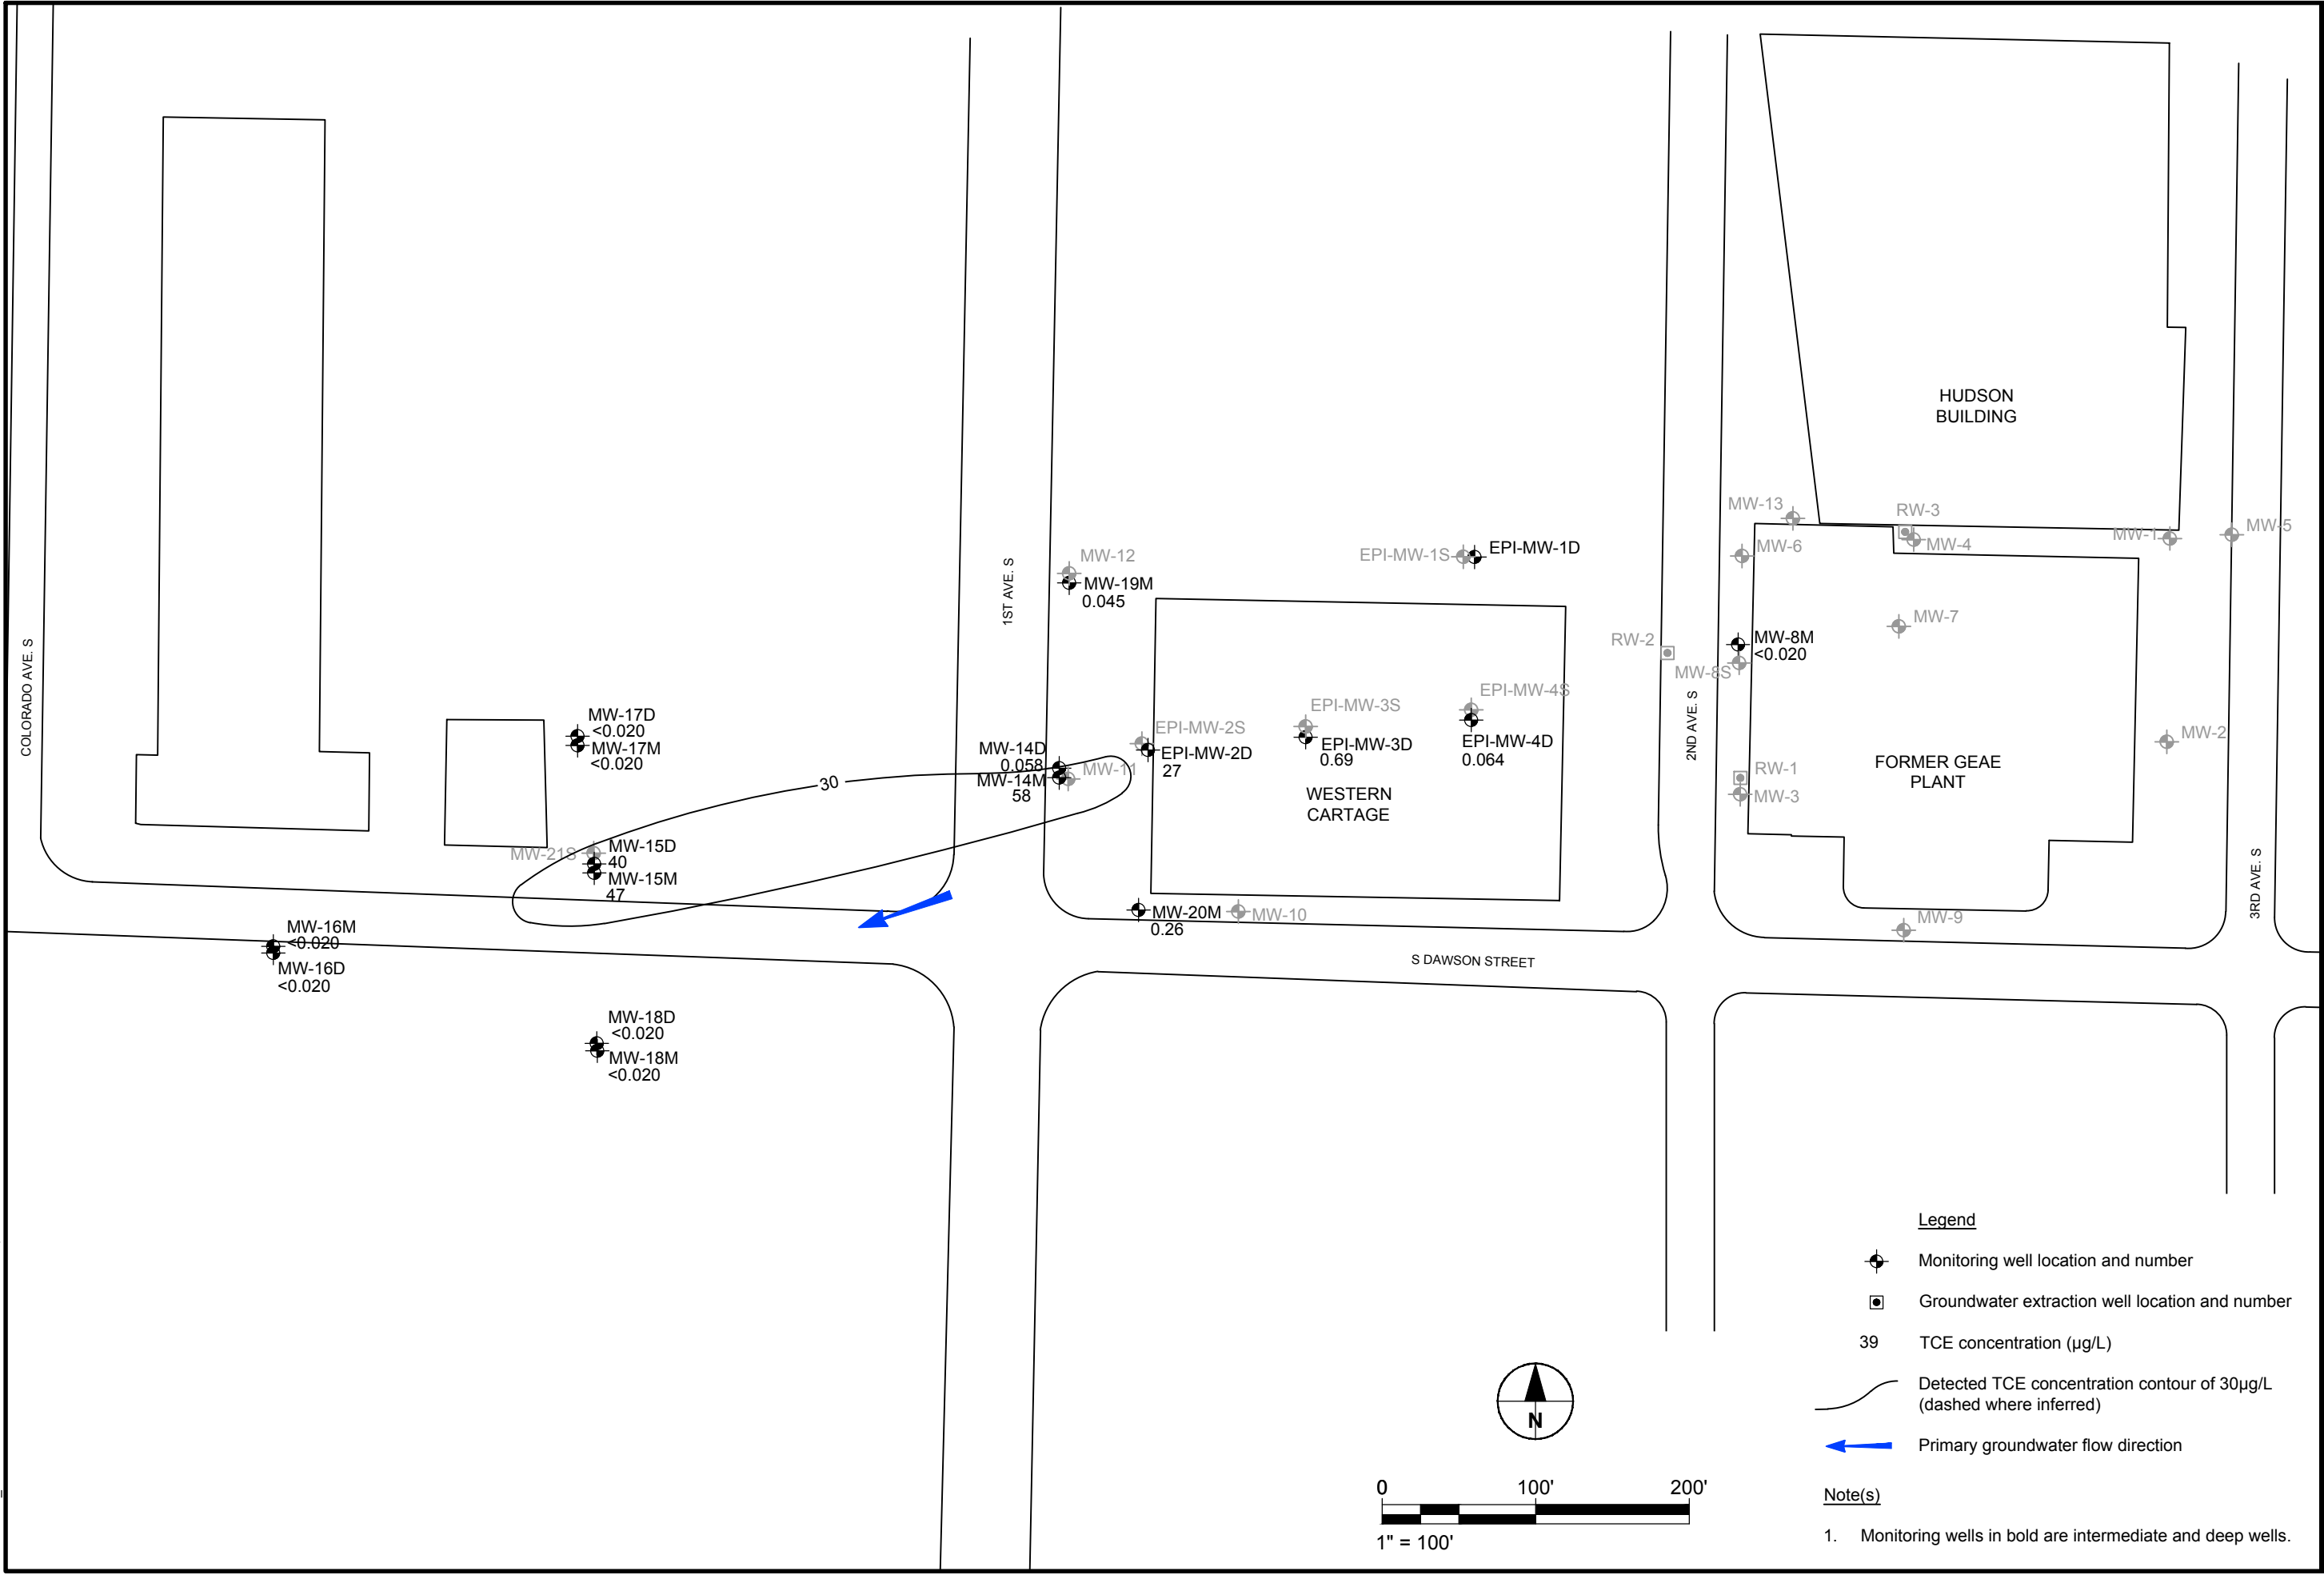 HUDSON
BUILDING
MW-13
RW-3
MW-4
MW-1
MW-5
MW-6
MW-12
MW-19M
0.045
EPI-MW-1S
EPI-MW-1D
1ST AVE. S
MW-7
RW-2
MW-8M
<0.020
MW-8S
COLORADO AVE. S
2ND AVE. S
EPI-MW-4S
EPI-MW-4D
0.064
EPI-MW-3S
EPI-MW-3D
0.69
EPI-MW-2S
EPI-MW-2D
27
MW-17D
<0.020
MW-17M
<0.020
MW-14D
0.058
MW-14M
58
MW-11
30
MW-2
FORMER GEAE
PLANT
RW-1
MW-3
WESTERN
CARTAGE
MW-21S
MW-15D
40
MW-15M
47
3RD AVE. S
MW-20M
0.26
MW-10
MW-9
MW-16M
<0.020
MW-16D
<0.020
S DAWSON STREET
MW-18D
<0.020
MW-18M
<0.020
Legend
Monitoring well location and number
Groundwater extraction well location and number
39 TCE concentration (µg/L)
Detected TCE concentration contour of 30µg/L
(dashed where inferred)
Primary groundwater flow direction
N
0 100' 200'
1" = 100'
Note(s)
1. Monitoring wells in bold are intermediate and deep wells.